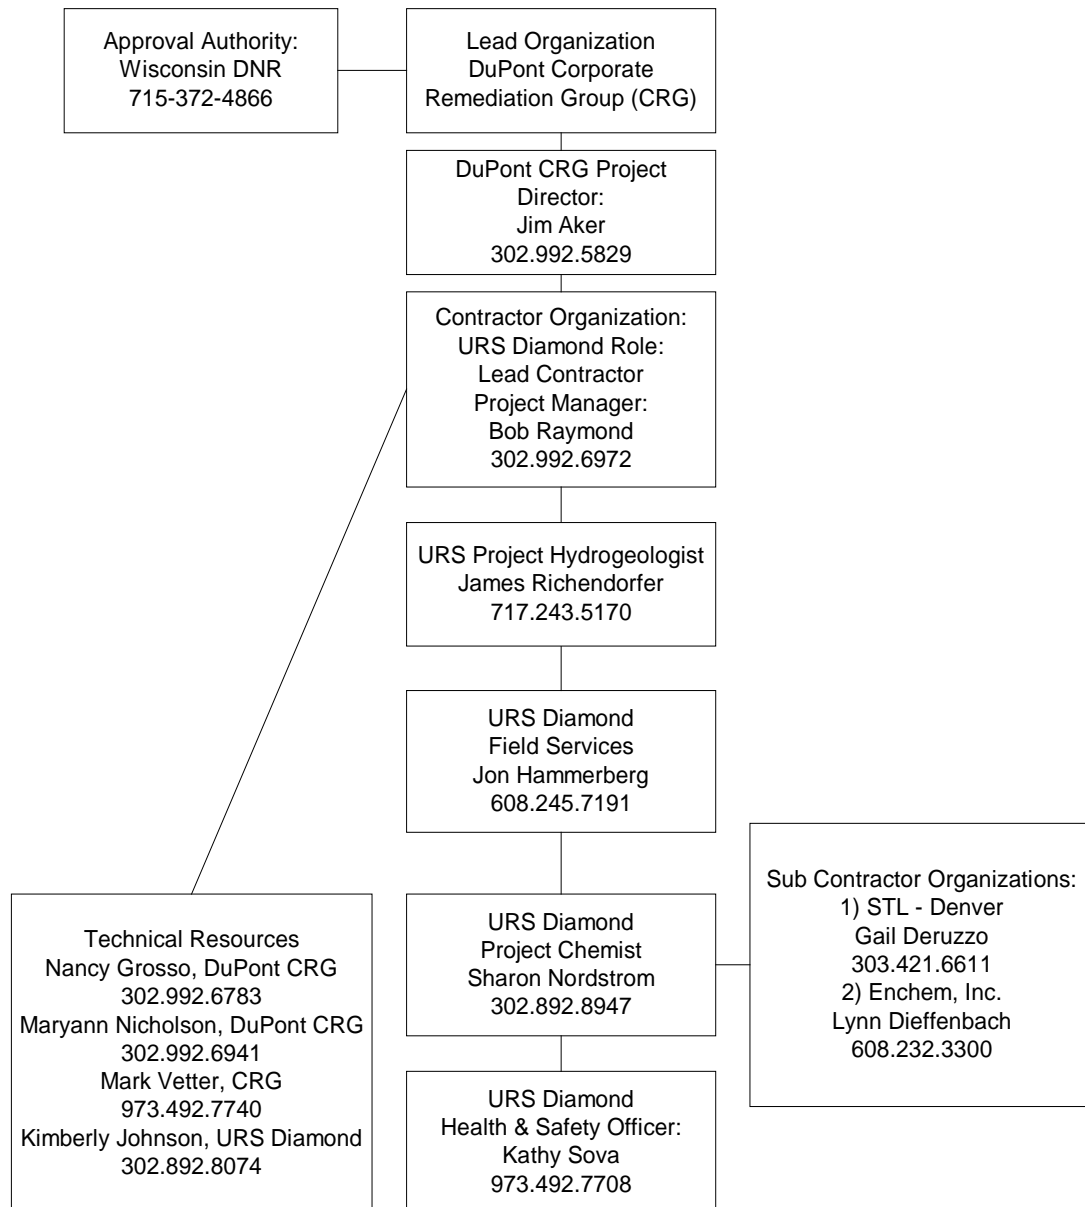 Approval Authority:
Wisconsin DNR
715-372-4866
Lead Organization
DuPont Corporate
Remediation Group (CRG)
DuPont CRG Project
Director:
Jim Aker
302.992.5829
Contractor Organization:
URS Diamond Role:
Lead Contractor
Project Manager:
Bob Raymond
302.992.6972
URS Project Hydrogeologist
James Richendorfer
717.243.5170
URS Diamond
Field Services
Jon Hammerberg
608.245.7191
Technical Resources
Nancy Grosso, DuPont CRG
302.992.6783
Maryann Nicholson, DuPont CRG
302.992.6941
Mark Vetter, CRG
973.492.7740
Kimberly Johnson, URS Diamond
302.892.8074
URS Diamond
Project Chemist
Sharon Nordstrom
302.892.8947
Sub Contractor Organizations:
1) STL - Denver
Gail Deruzzo
303.421.6611
2) Enchem, Inc.
Lynn Dieffenbach
608.232.3300
URS Diamond
Health & Safety Officer:
Kathy Sova
973.492.7708